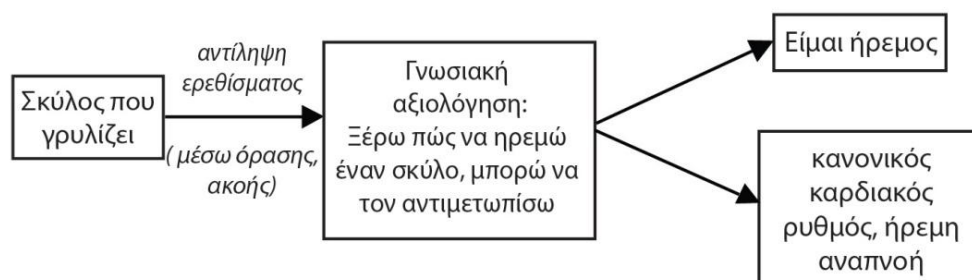 Σκύλος που
γρυλίζει
αντίληψη
ερεθίσματος
( μέσω όρασης,
ακοής)
Γνωσιακή
αξιολόγηση:
Ξέρω πώς να ηρεμώ
έναν σκύλο, μπορώ να
τον αντιμετωπίσω
Είμαι ήρεμος
κανονικός
καρδιακός
ρυθμός, ήρεμη
αναπνοή